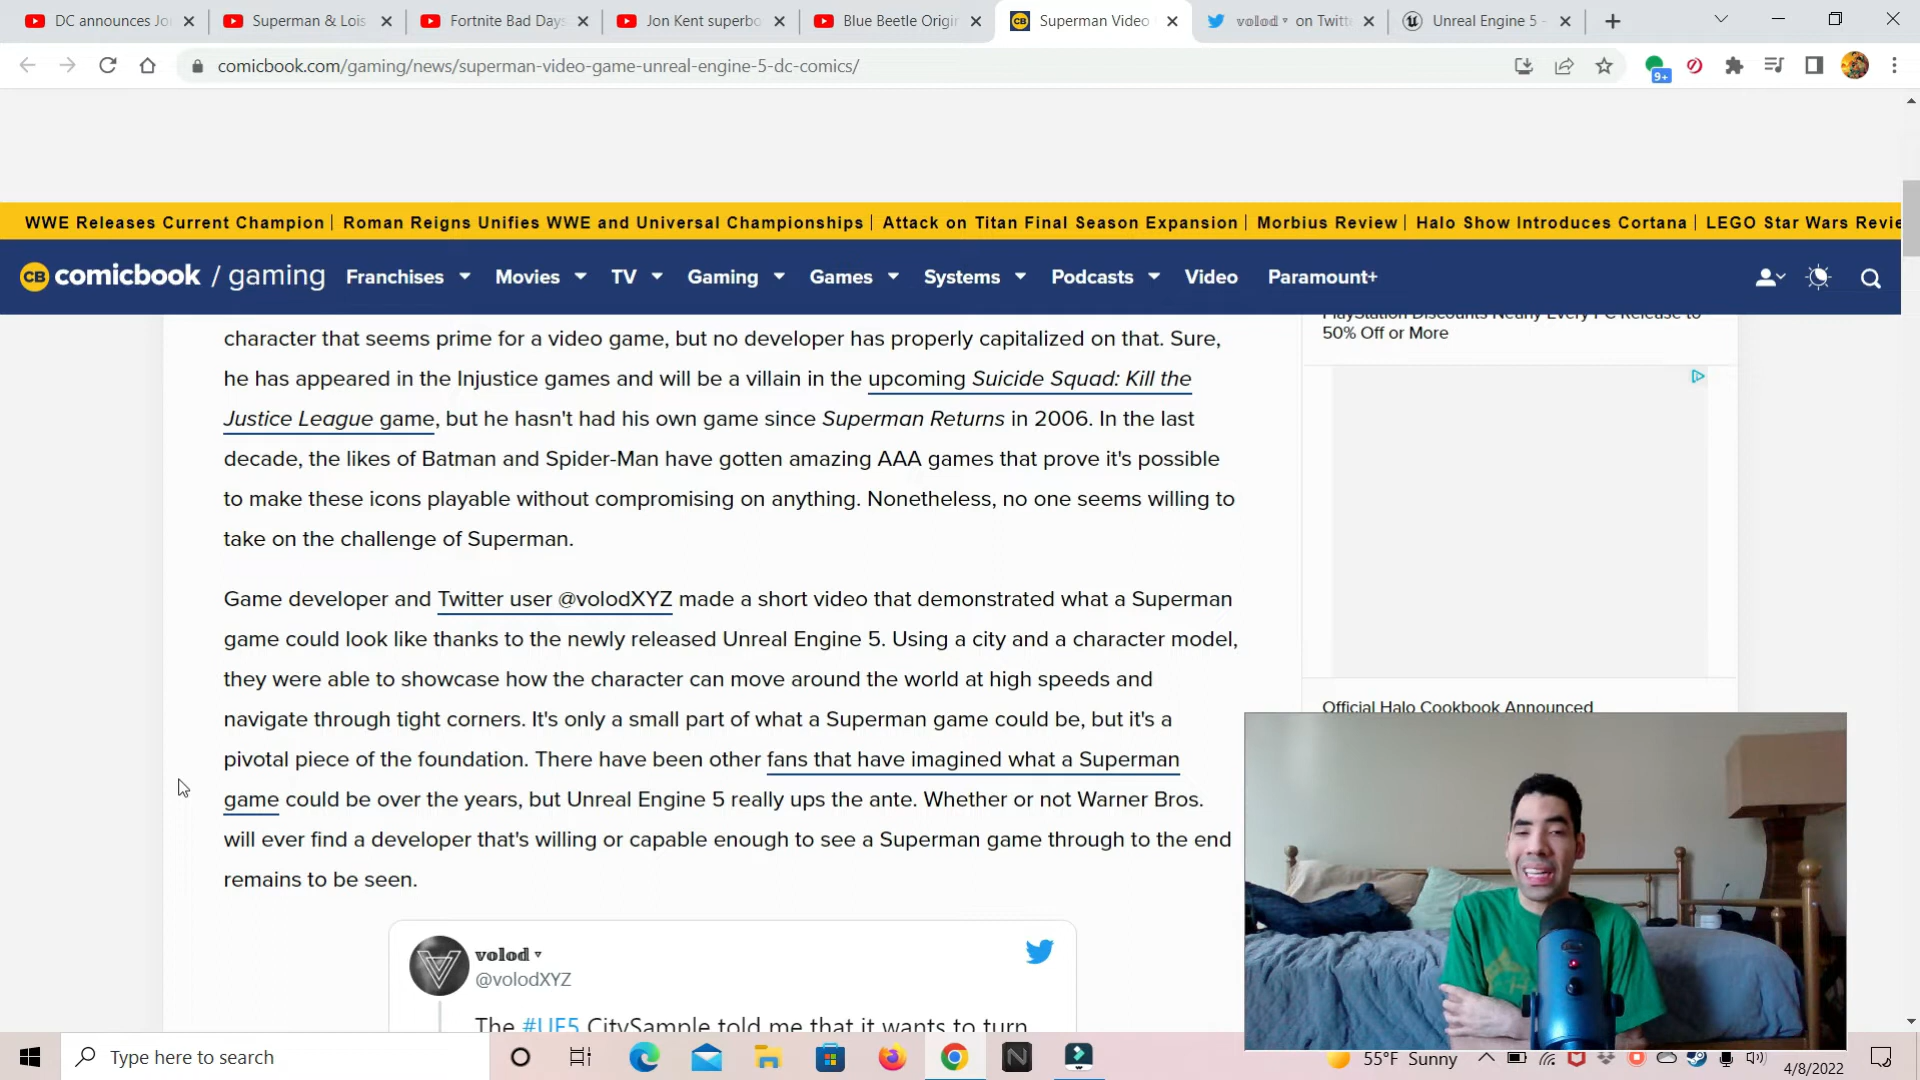 DC announces Jo
Superman & Lois
Fortnite Bad Days
Jon Kent superbo
Blue Beetle Origi
Superman Video
volod ▿ on Twitt
Unreal Engine 5 -
comicbook.com/gaming/news/superman-video-game-unreal-engine-5-dc-comics/
9+
WWE Releases Current Champion | Roman Reigns Unifies WWE and Universal Championships | Attack on Titan Final Season Expansion | Morbius Review | Halo Show Introduces Cortana | LEGO Star Wars Revie
CB comicbook / gaming Franchises Movies TV Gaming Games Systems Podcasts Video Paramount+
character that seems prime for a video game, but no developer has properly capitalized on that. Sure,
he has appeared in the Injustice games and will be a villain in the upcoming Suicide Squad: Kill the
Justice League game, but he hasn't had his own game since Superman Returns in 2006. In the last
decade, the likes of Batman and Spider-Man have gotten amazing AAA games that prove it's possible
to make these icons playable without compromising on anything. Nonetheless, no one seems willing to
take on the challenge of Superman.
Game developer and Twitter user @volodXYZ made a short video that demonstrated what a Superman
game could look like thanks to the newly released Unreal Engine 5. Using a city and a character model,
they were able to showcase how the character can move around the world at high speeds and
navigate through tight corners. It's only a small part of what a Superman game could be, but it's a
pivotal piece of the foundation. There have been other fans that have imagined what a Superman
game could be over the years, but Unreal Engine 5 really ups the ante. Whether or not Warner Bros.
will ever find a developer that's willing or capable enough to see a Superman game through to the end
remains to be seen.
volod ▿
@volodXYZ
The #UE5 CitySample told me that it wants to turn
PlayStation Discounts Nearly Every PC Release to
50% Off or More
Official Halo Cookbook Announced
Type here to search
55°F Sunny
4/8/2022